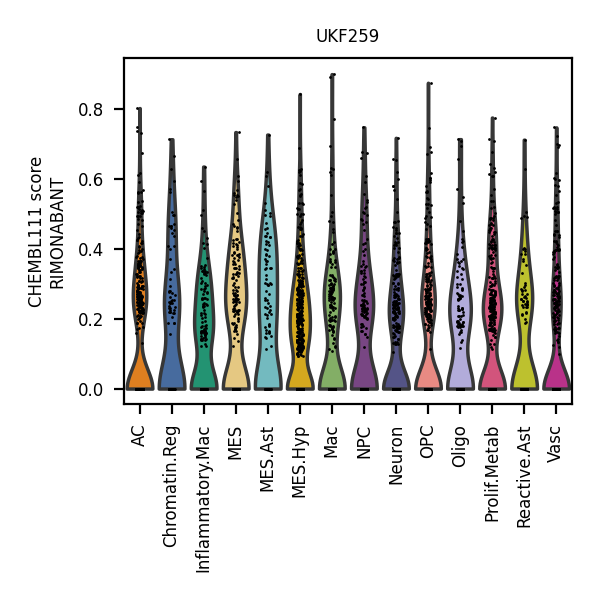 UKF259
CHEMBL111 score
RIMONABANT
0.8
0.6
0.4
0.2
0.0
AC
Chromatin.Reg
Inflammatory.Mac
MES
MES.Ast
MES.Hyp
Mac
NPC
Neuron
OPC
Oligo
Prolif.Metab
Reactive.Ast
Vasc